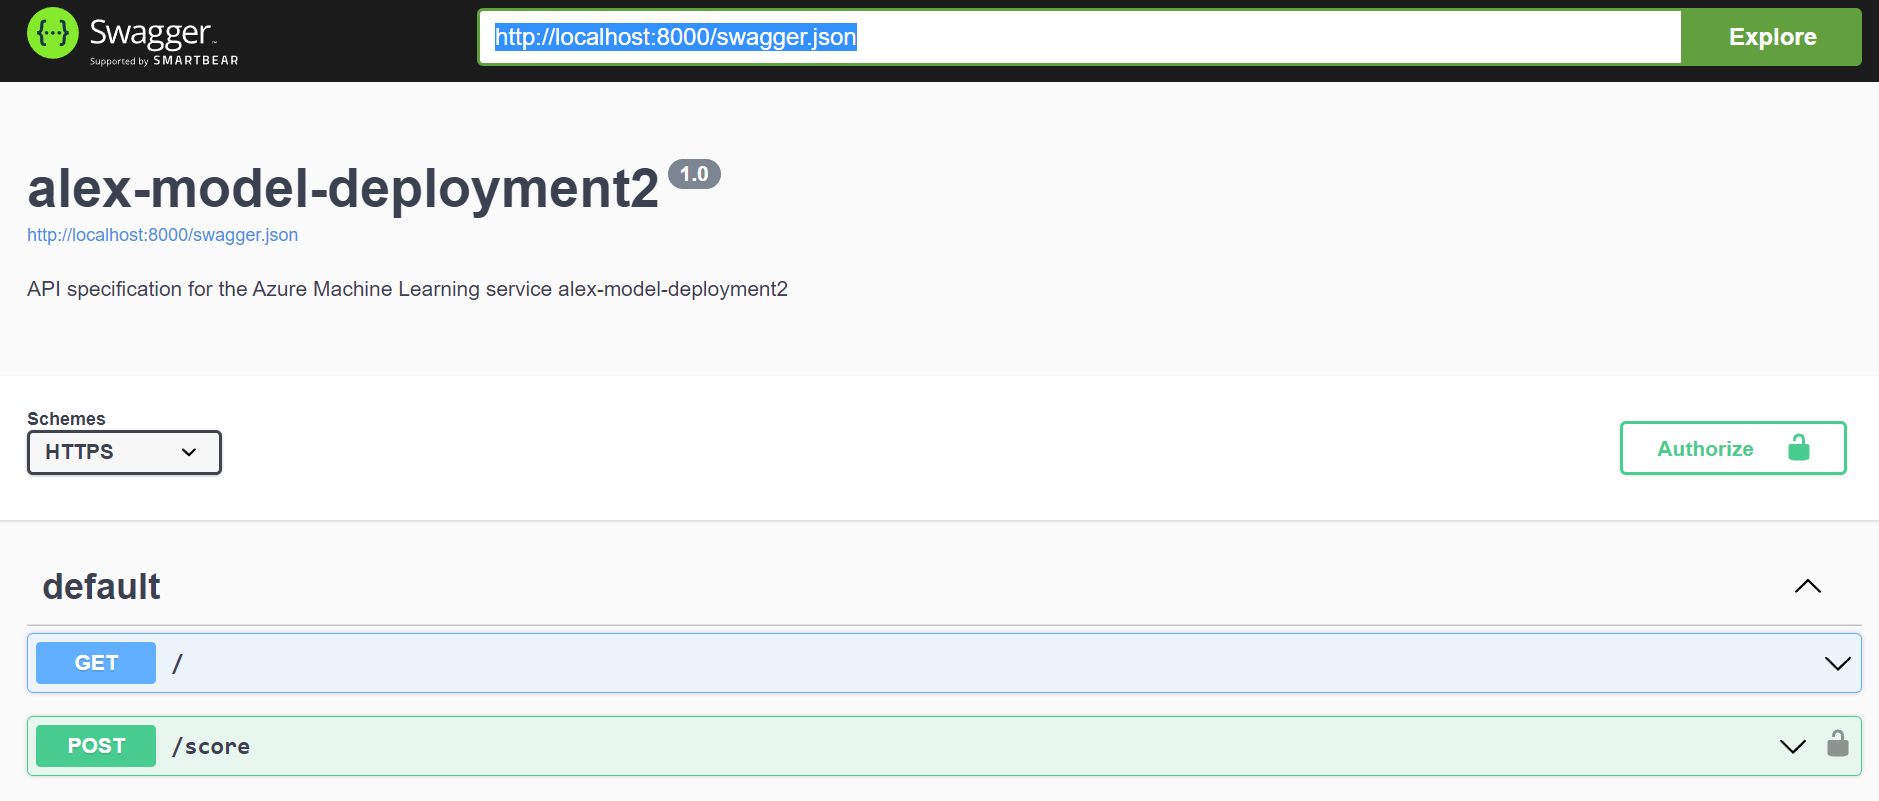 Swagger
Supported by SMARTBEAR
http://localhost:8000/swagger.json
Explore
alex-model-deployment2 1.0
http://localhost:8000/swagger.json
API specification for the Azure Machine Learning service alex-model-deployment2
Schemes
HTTPS
Authorize
default
GET /
POST /score